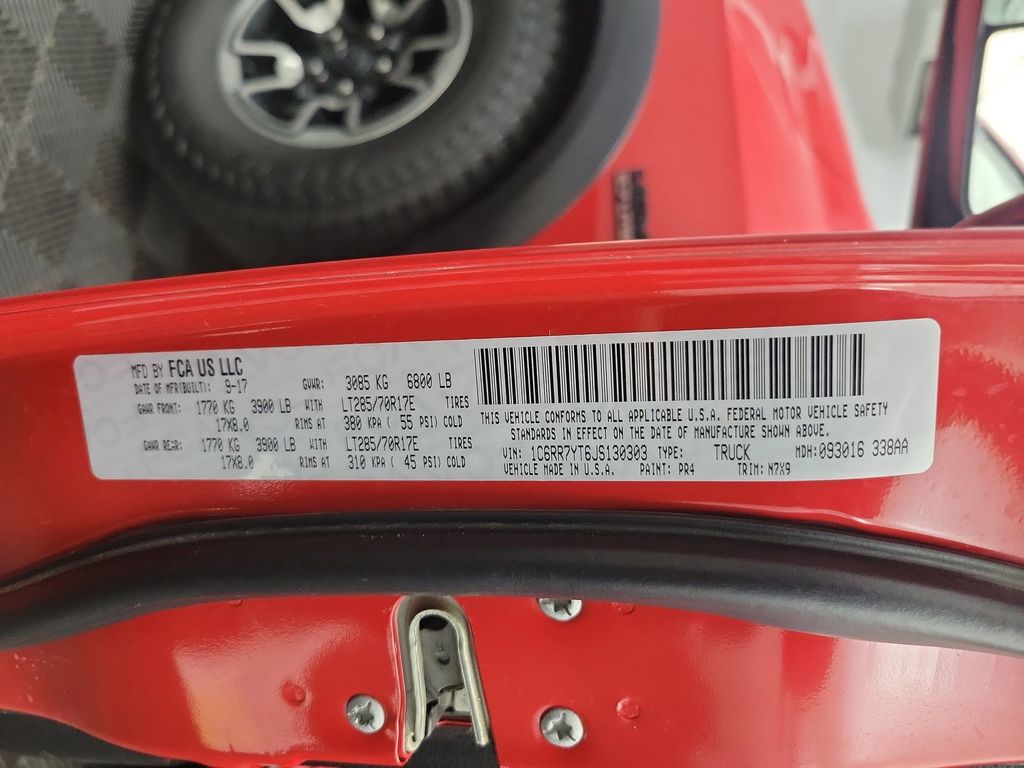 MFD BY FCA US LLC
DATE OF MFR(BUILT): 9-17 GVWR: 3085 KG 6800 LB
GAWR FRONT: 1770 KG 3900 LB WITH LT285/70R17E TIRES
17X8.0 RIMS AT 380 KPA ( 55 PSI) COLD
GAWR REAR: 1770 KG 3900 LB WITH LT285/70R17E TIRES
17X8.0 RIMS AT 310 KPA ( 45 PSI) COLD
THIS VEHICLE CONFORMS TO ALL APPLICABLE U.S.A. FEDERAL MOTOR VEHICLE SAFETY
STANDARDS IN EFFECT ON THE DATE OF MANUFACTURE SHOWN ABOVE.
VIN: 1C6RR7YT6JS130303 TYPE: TRUCK MDH:093016 338AA
VEHICLE MADE IN U.S.A. PAINT: PR4 TRIM: N7X9